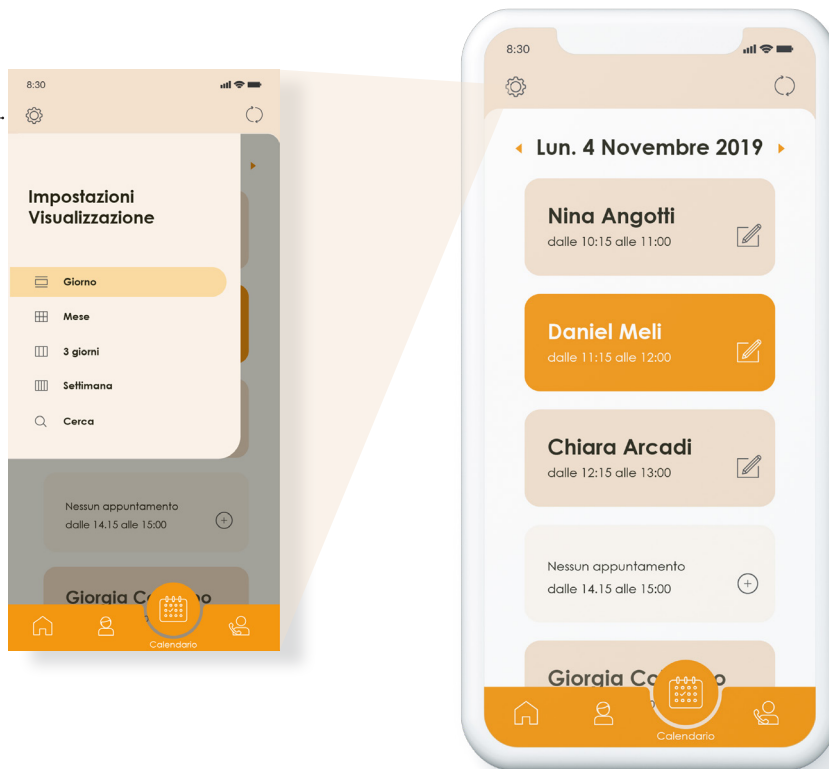 8:30
Impostazioni
Visualizzazione
Giorno
Mese
3 giorni
Settimana
Cerca
Nessun appuntamento
dalle 14.15 alle 15:00
Giorgia
Calendario
8:30
Lun. 4 Novembre 2019
Nina Angotti
dalle 10:15 alle 11:00
Daniel Meli
dalle 11:15 alle 12:00
Chiara Arcadi
dalle 12:15 alle 13:00
Nessun appuntamento
dalle 14.15 alle 15:00
Giorgia
Calendario